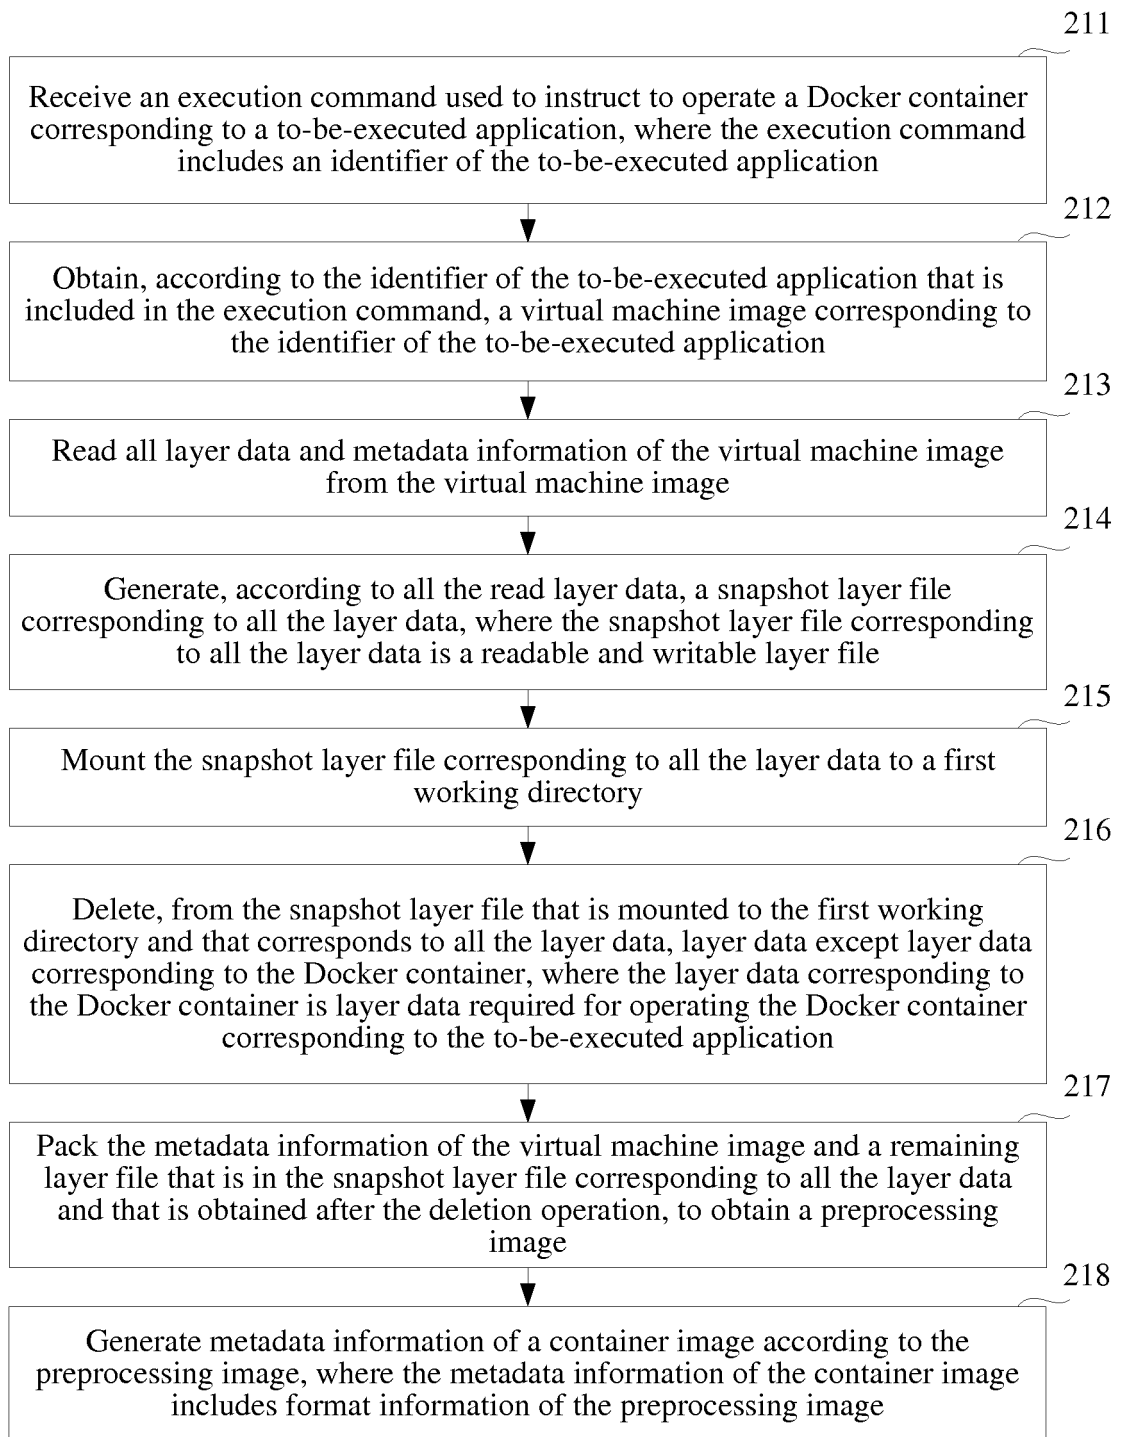 211
Receive an execution command used to instruct to operate a Docker container
corresponding to a to-be-executed application, where the execution command
includes an identifier of the to-be-executed application
212
Obtain, according to the identifier of the to-be-executed application that is
included in the execution command, a virtual machine image corresponding to
the identifier of the to-be-executed application
213
Read all layer data and metadata information of the virtual machine image
from the virtual machine image
214
Generate, according to all the read layer data, a snapshot layer file
corresponding to all the layer data, where the snapshot layer file corresponding
to all the layer data is a readable and writable layer file
215
Mount the snapshot layer file corresponding to all the layer data to a first
working directory
216
Delete, from the snapshot layer file that is mounted to the first working
directory and that corresponds to all the layer data, layer data except layer data
corresponding to the Docker container, where the layer data corresponding to
the Docker container is layer data required for operating the Docker container
corresponding to the to-be-executed application
217
Pack the metadata information of the virtual machine image and a remaining
layer file that is in the snapshot layer file corresponding to all the layer data
and that is obtained after the deletion operation, to obtain a preprocessing
image
218
Generate metadata information of a container image according to the
preprocessing image, where the metadata information of the container image
includes format information of the preprocessing image